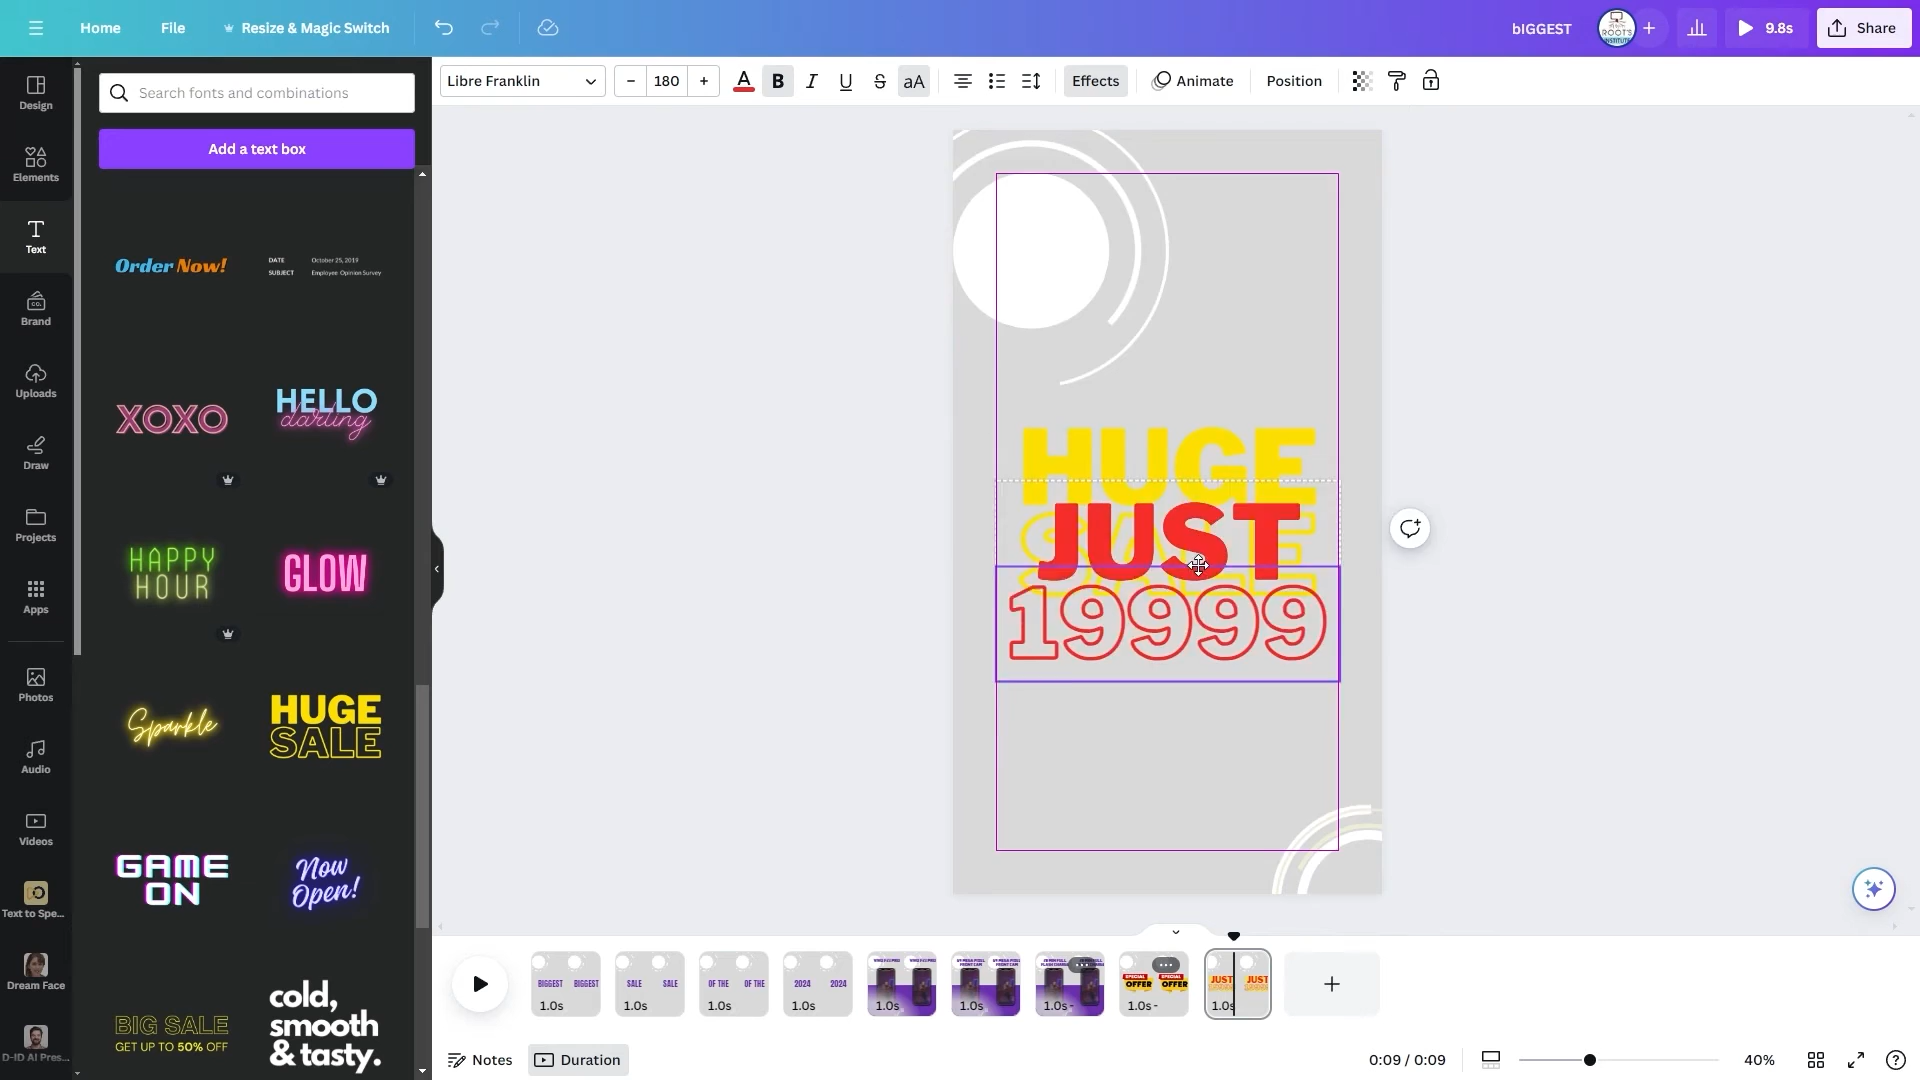 Home
File
Resize & Magic Switch
bIGGEST
9.8s
Share
Design
Elements
Text
Brand
Uploads
Draw
Projects
Apps
Photos
Audio
Videos
Text to Spe...
Dream Face
D-ID AI Pres...
Search fonts and combinations
Add a text box
Order Now!
DATE October 25, 2019
SUBJECT Employee Opinion Survey
XOXO
HELLO
darling
HAPPY
HOUR
GLOW
Sparkle
HUGE
SALE
GAME
ON
Now
Open!
BIG SALE
GET UP TO 50% OFF
cold,
smooth
& tasty.
Libre Franklin
180
A
B
I
U
S
aA
Effects
Animate
Position
HUGE
SALE
JUST
19999
BIGGEST BIGGEST
1.0s
SALE SALE
1.0s
OF THE OF THE
1.0s
2024 2024
1.0s
1.0s
1.0s
1.0s
SPECIAL
OFFER
SPECIAL
OFFER
1.0s
JUST JUST
1.0s
Notes
Duration
0:09 / 0:09
40%